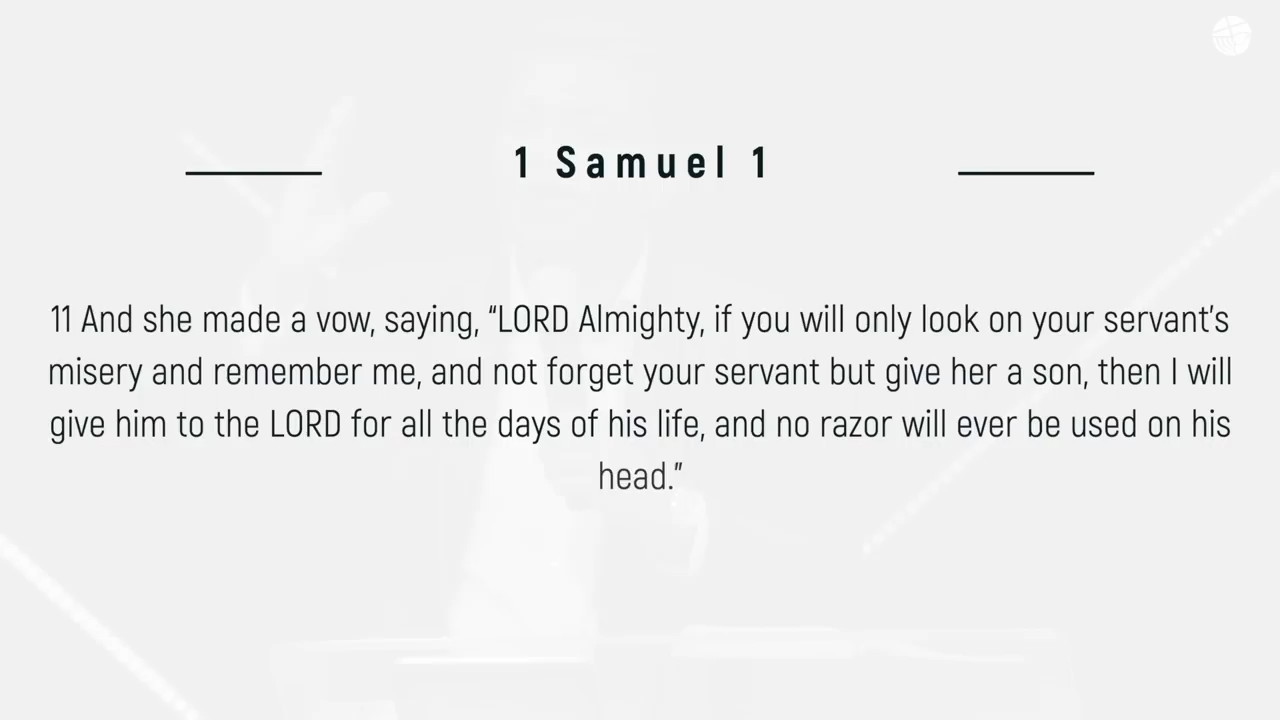 1 Samuel 1
11 And she made a vow, saying, “LORD Almighty, if you will only look on your servant’s
misery and remember me, and not forget your servant but give her a son, then I will
give him to the LORD for all the days of his life, and no razor will ever be used on his
head.”